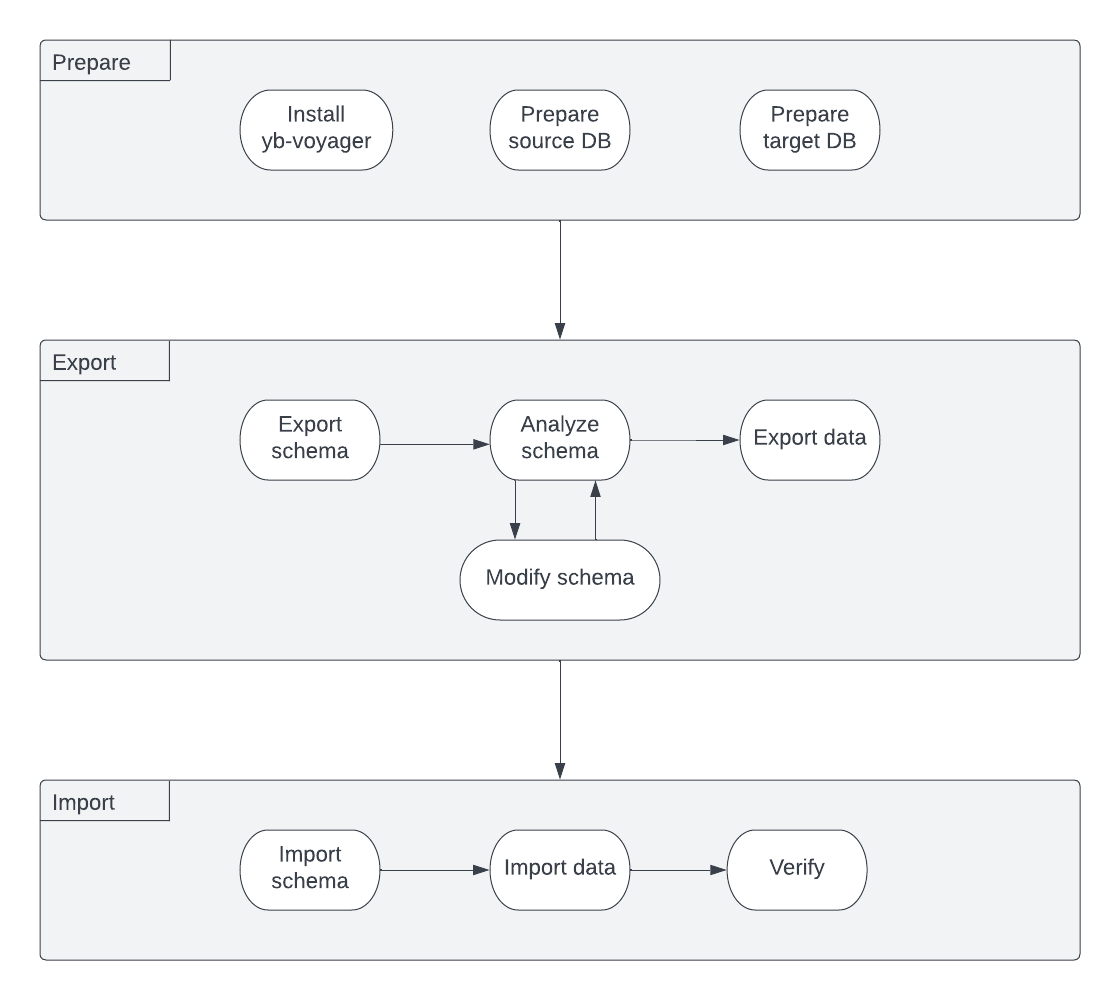 Prepare
Install
yb-voyager
Prepare
source DB
Prepare
target DB
Export
Export
schema
Analyze
schema
Export data
Modify schema
Import
Import
schema
Import data
Verify